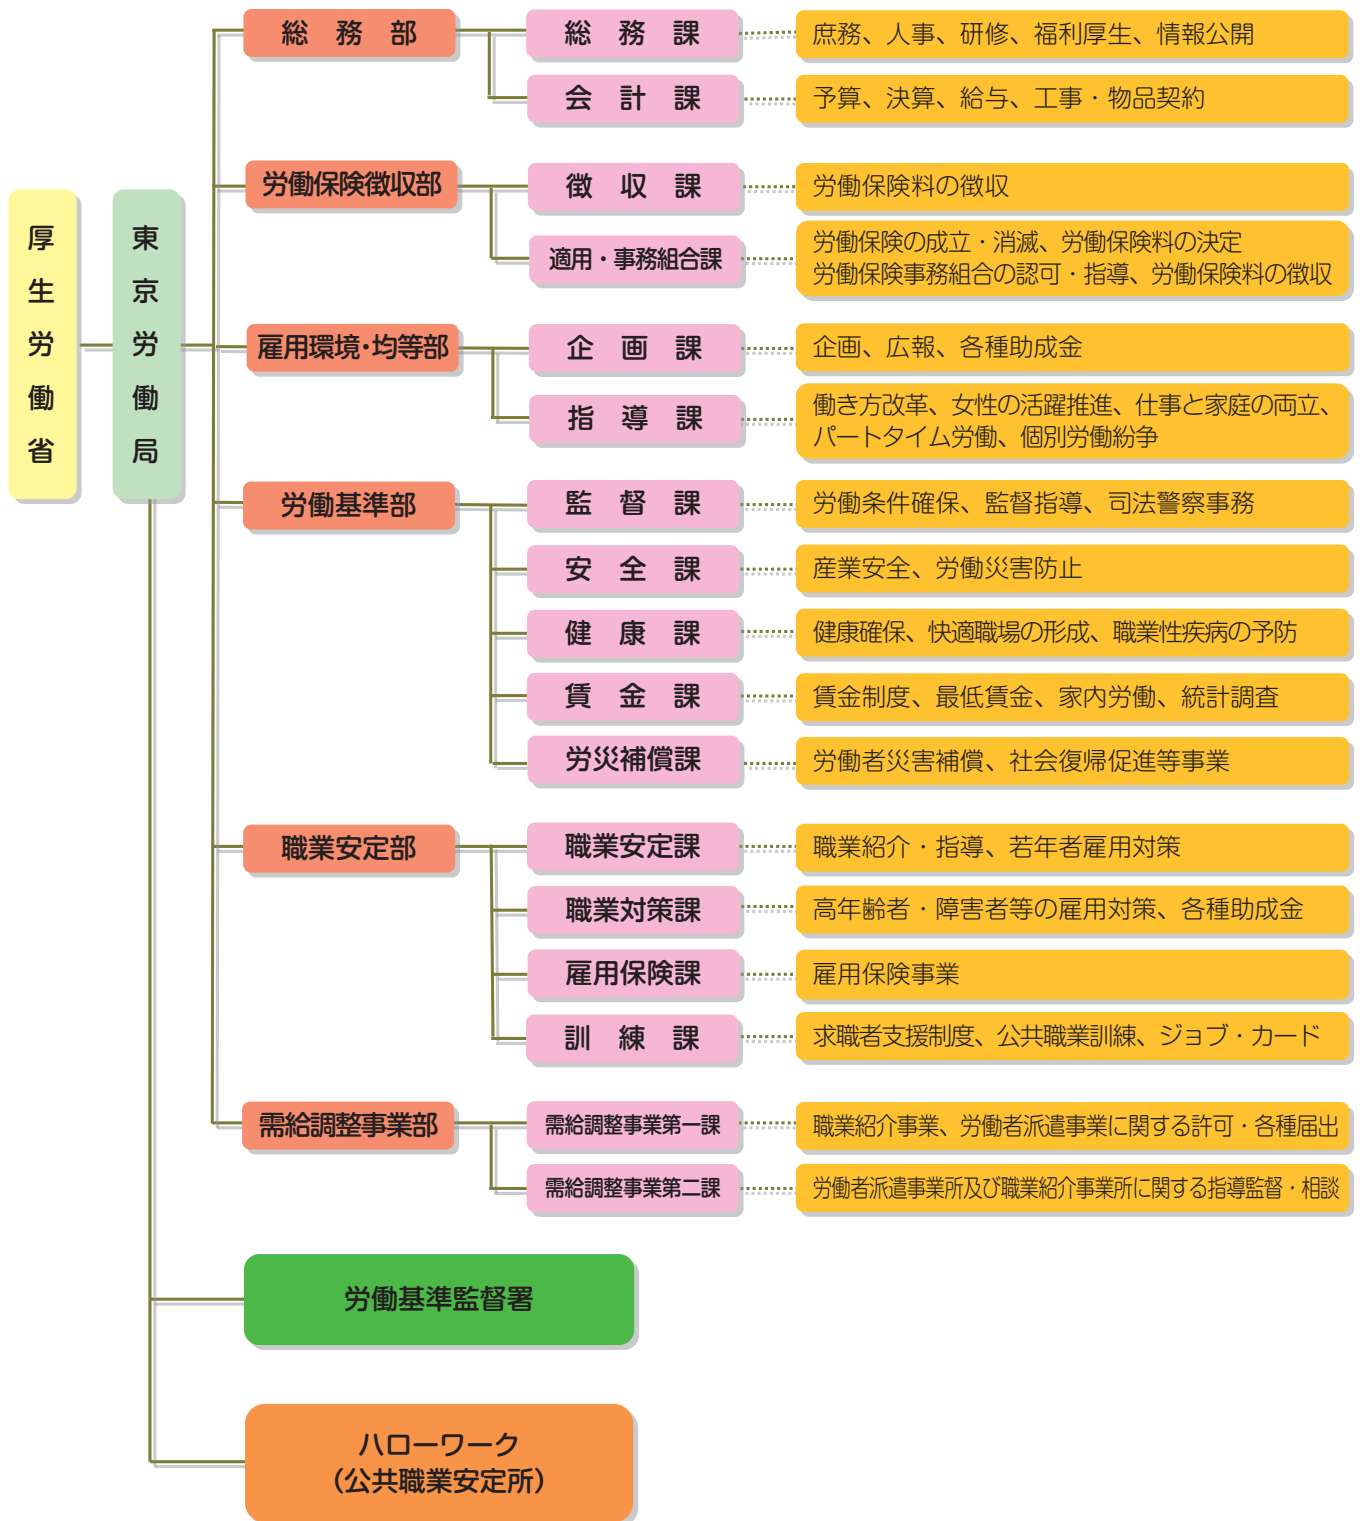 厚生労働省
東京労働局
総務部
総務課
庶務、人事、研修、福利厚生、情報公開
会計課
予算、決算、給与、工事・物品契約
労働保険徴収部
徴収課
労働保険料の徴収
適用・事務組合課
労働保険の成立・消滅、労働保険料の決定
労働保険事務組合の認可・指導、労働保険料の徴収
雇用環境・均等部
企画課
企画、広報、各種助成金
指導課
働き方改革、女性の活躍推進、仕事と家庭の両立、
パートタイム労働、個別労働紛争
労働基準部
監督課
労働条件確保、監督指導、司法警察事務
安全課
産業安全、労働災害防止
健康課
健康確保、快適職場の形成、職業性疾病の予防
賃金課
賃金制度、最低賃金、家内労働、統計調査
労災補償課
労働者災害補償、社会復帰促進等事業
職業安定部
職業安定課
職業紹介・指導、若年者雇用対策
職業対策課
高年齢者・障害者等の雇用対策、各種助成金
雇用保険課
雇用保険事業
訓練課
求職者支援制度、公共職業訓練、ジョブ・カード
需給調整事業部
需給調整事業第一課
職業紹介事業、労働者派遣事業に関する許可・各種届出
需給調整事業第二課
労働者派遣事業所及び職業紹介事業所に関する指導監督・相談
労働基準監督署
ハローワーク
（公共職業安定所）